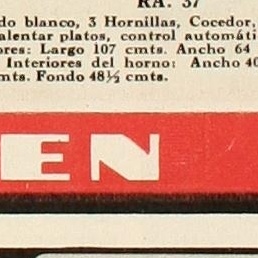 RA. 37
do blanco, 3 Hornillas, Cocedor,
alentar platos, control automáti
ores: Largo 107 cmts. Ancho 64
Interiores del horno: Ancho 40
mts. Fondo 48½ cmts.
EN